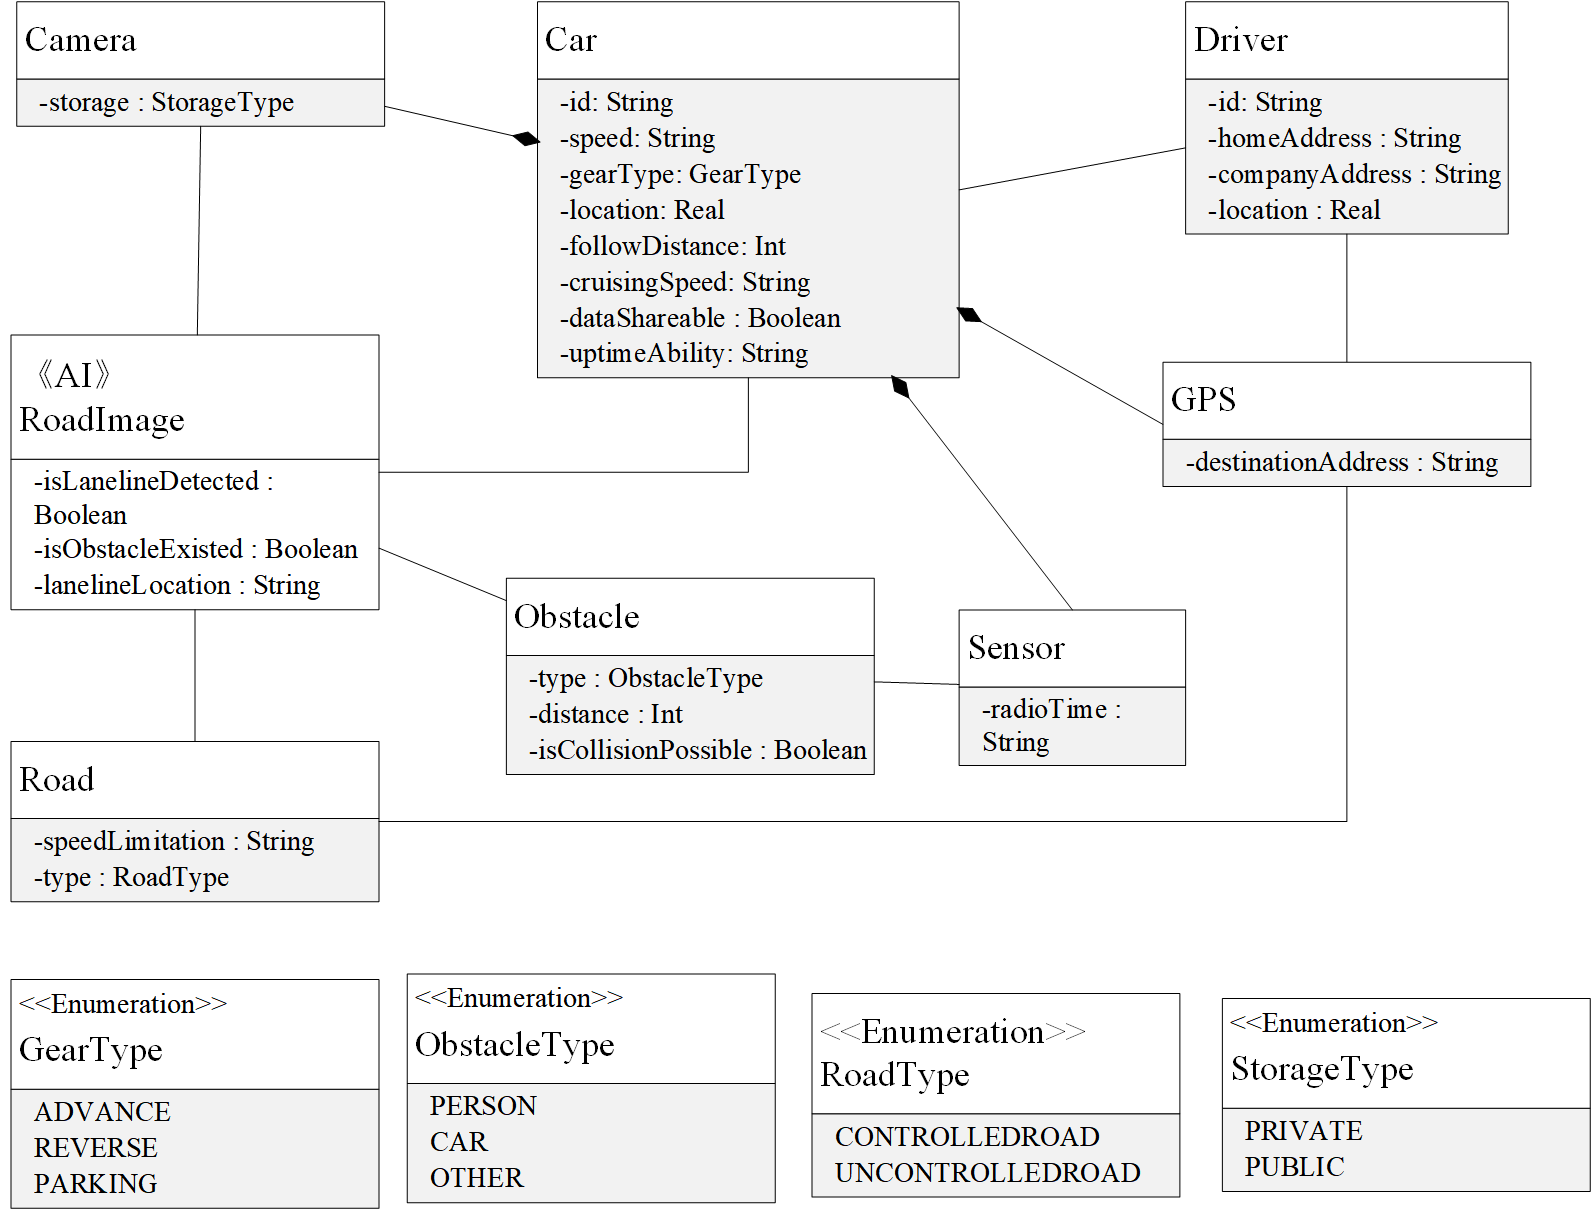 Camera
-storage : StorageType
Car
-id: String
-speed: String
-gearType: GearType
-location: Real
-followDistance: Int
-cruisingSpeed: String
-dataShareable : Boolean
-uptimeAbility: String
Driver
-id: String
-homeAddress : String
-companyAddress : String
-location : Real
《AI》
RoadImage
-isLanelineDetected :
Boolean
-isObstacleExisted : Boolean
-lanelineLocation : String
GPS
-destinationAddress : String
Obstacle
-type : ObstacleType
-distance : Int
-isCollisionPossible : Boolean
Sensor
-radioTime :
String
Road
-speedLimitation : String
-type : RoadType
<<Enumeration>>
GearType
ADVANCE
REVERSE
PARKING
<<Enumeration>>
ObstacleType
PERSON
CAR
OTHER
<<Enumeration>>
RoadType
CONTROLLEDROAD
UNCONTROLLEDROAD
<<Enumeration>>
StorageType
PRIVATE
PUBLIC